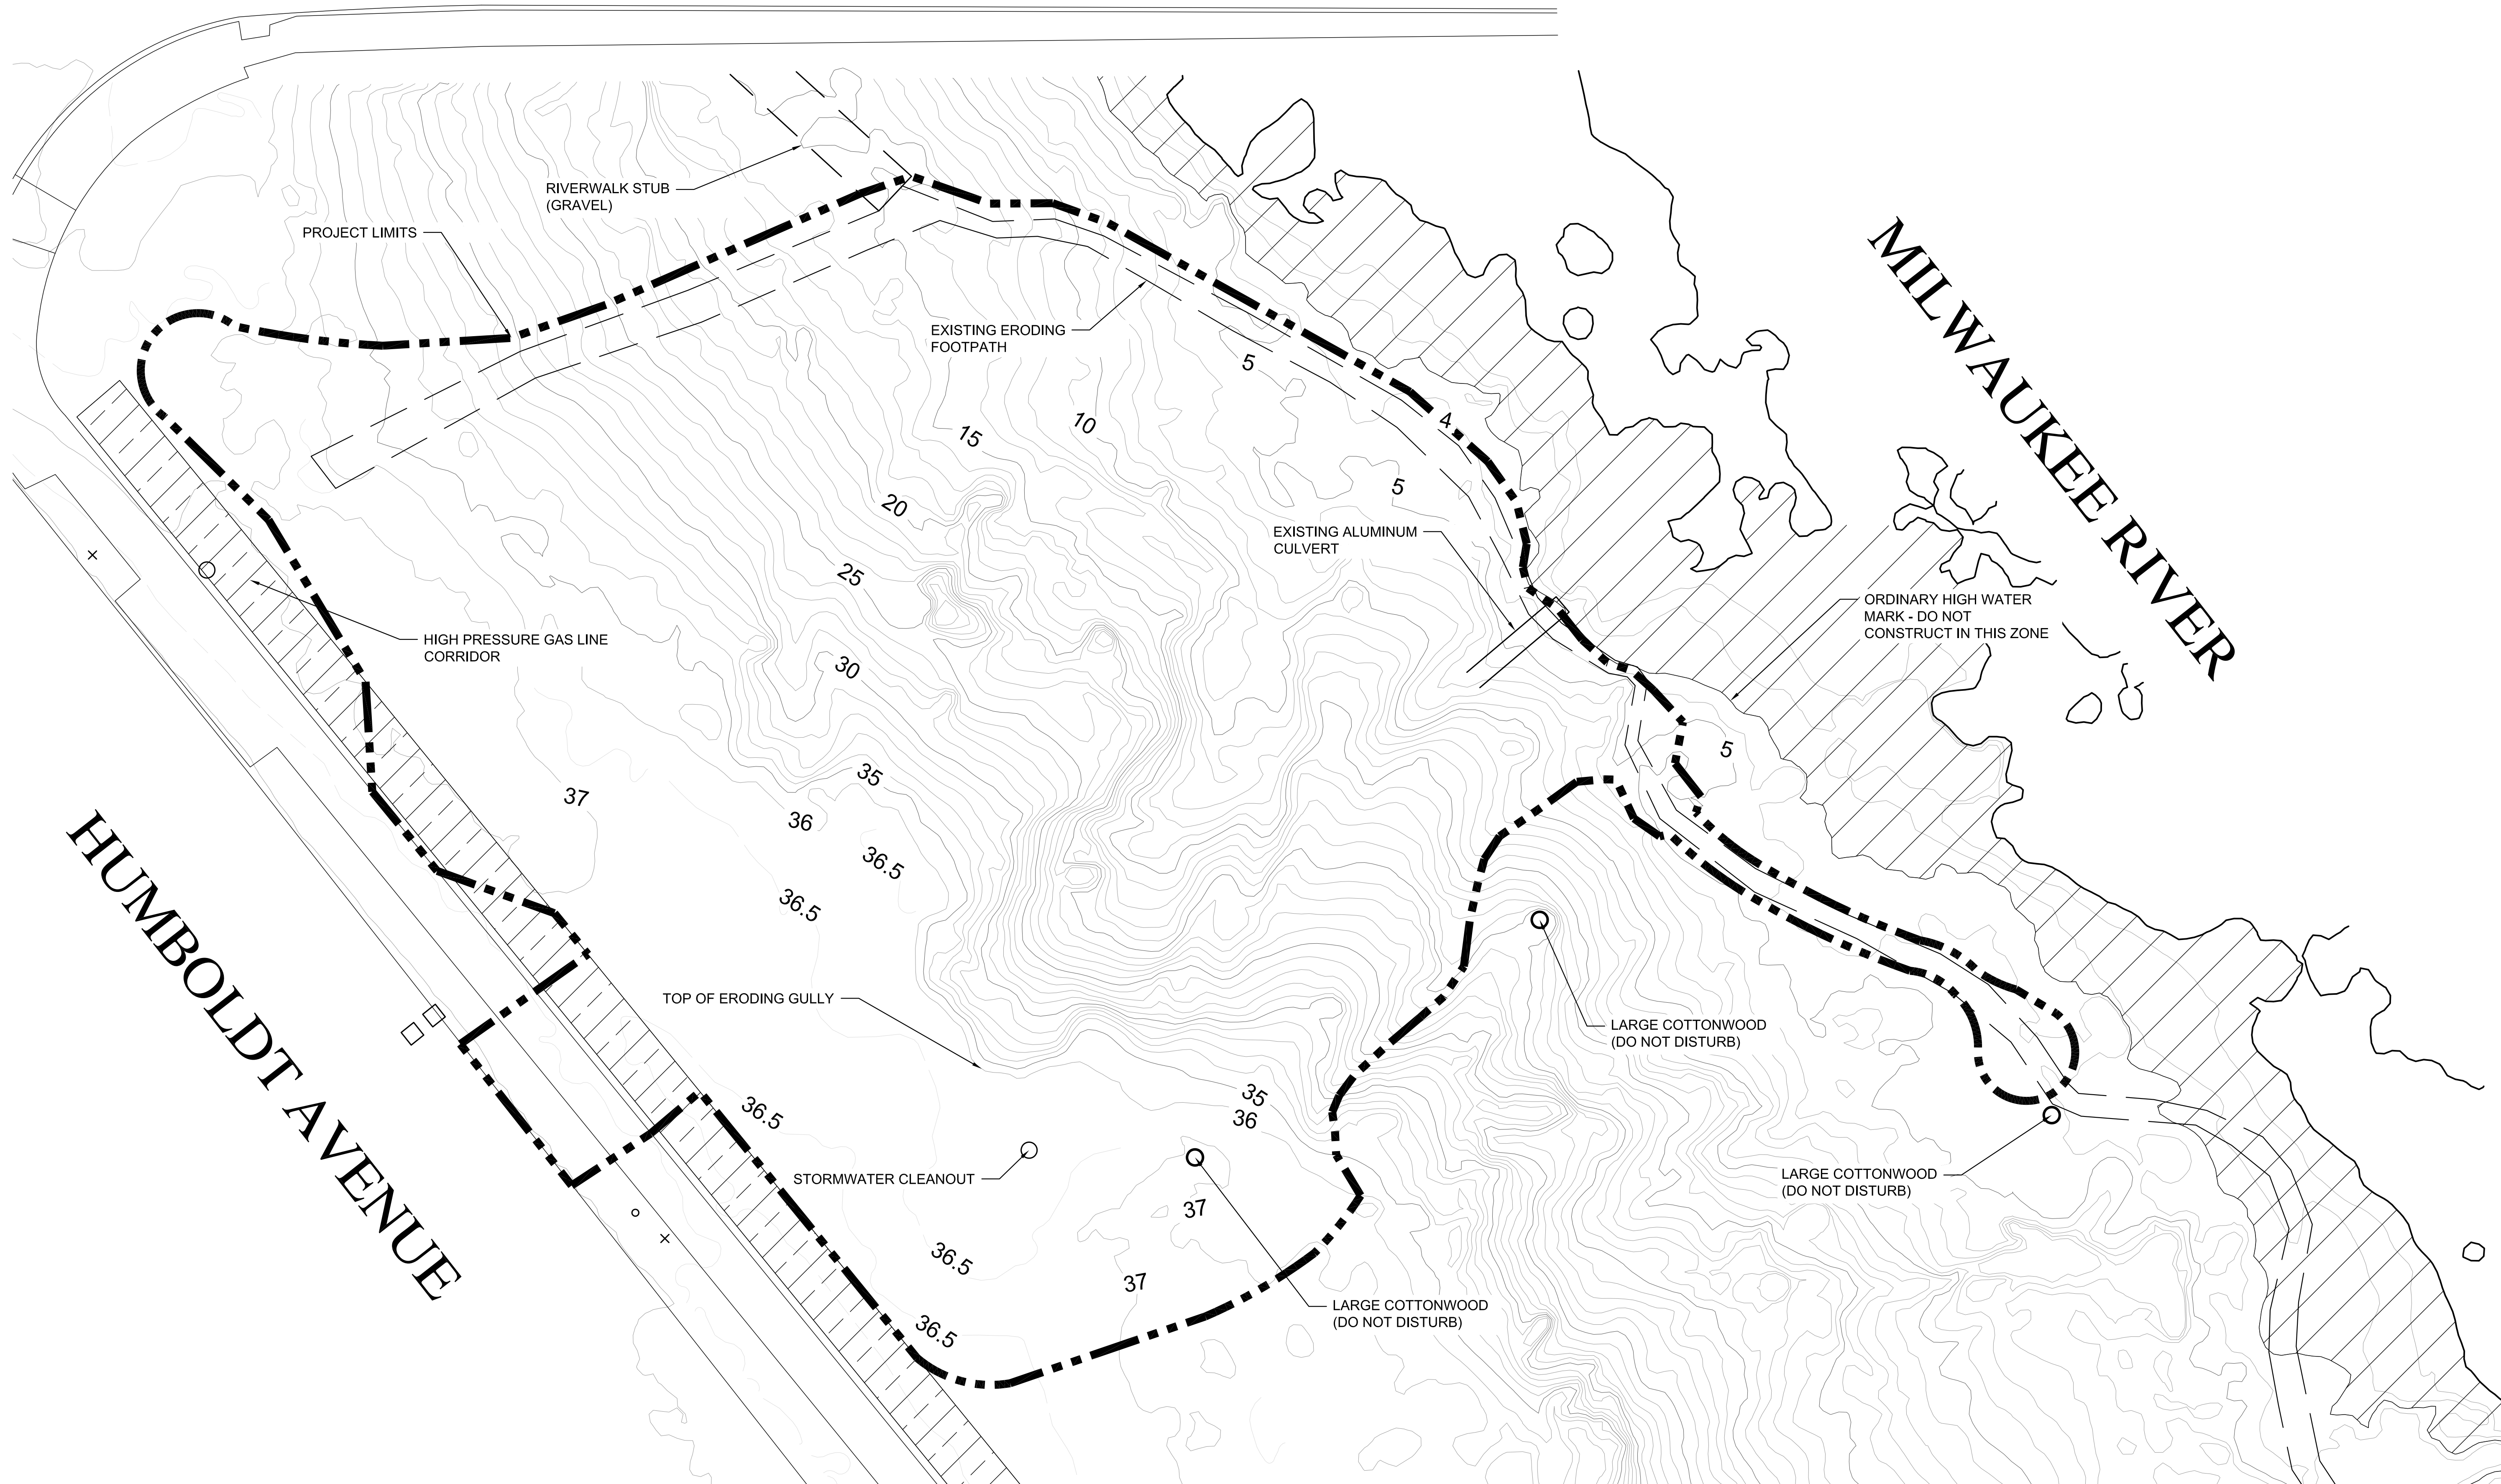 RIVERWALK STUB
(GRAVEL)
PROJECT LIMITS
MILWAUKEE RIVER
EXISTING ERODING
FOOTPATH
5
4
15
10
20
5
EXISTING ALUMINUM
CULVERT
25
ORDINARY HIGH WATER
MARK - DO NOT
CONSTRUCT IN THIS ZONE
HIGH PRESSURE GAS LINE
CORRIDOR
30
5
35
37
36
36.5
36.5
HUMBOLDT AVENUE
TOP OF ERODING GULLY
LARGE COTTONWOOD
(DO NOT DISTURB)
35
36
36.5
STORMWATER CLEANOUT
LARGE COTTONWOOD
(DO NOT DISTURB)
37
36.5
37
LARGE COTTONWOOD
(DO NOT DISTURB)
36.5